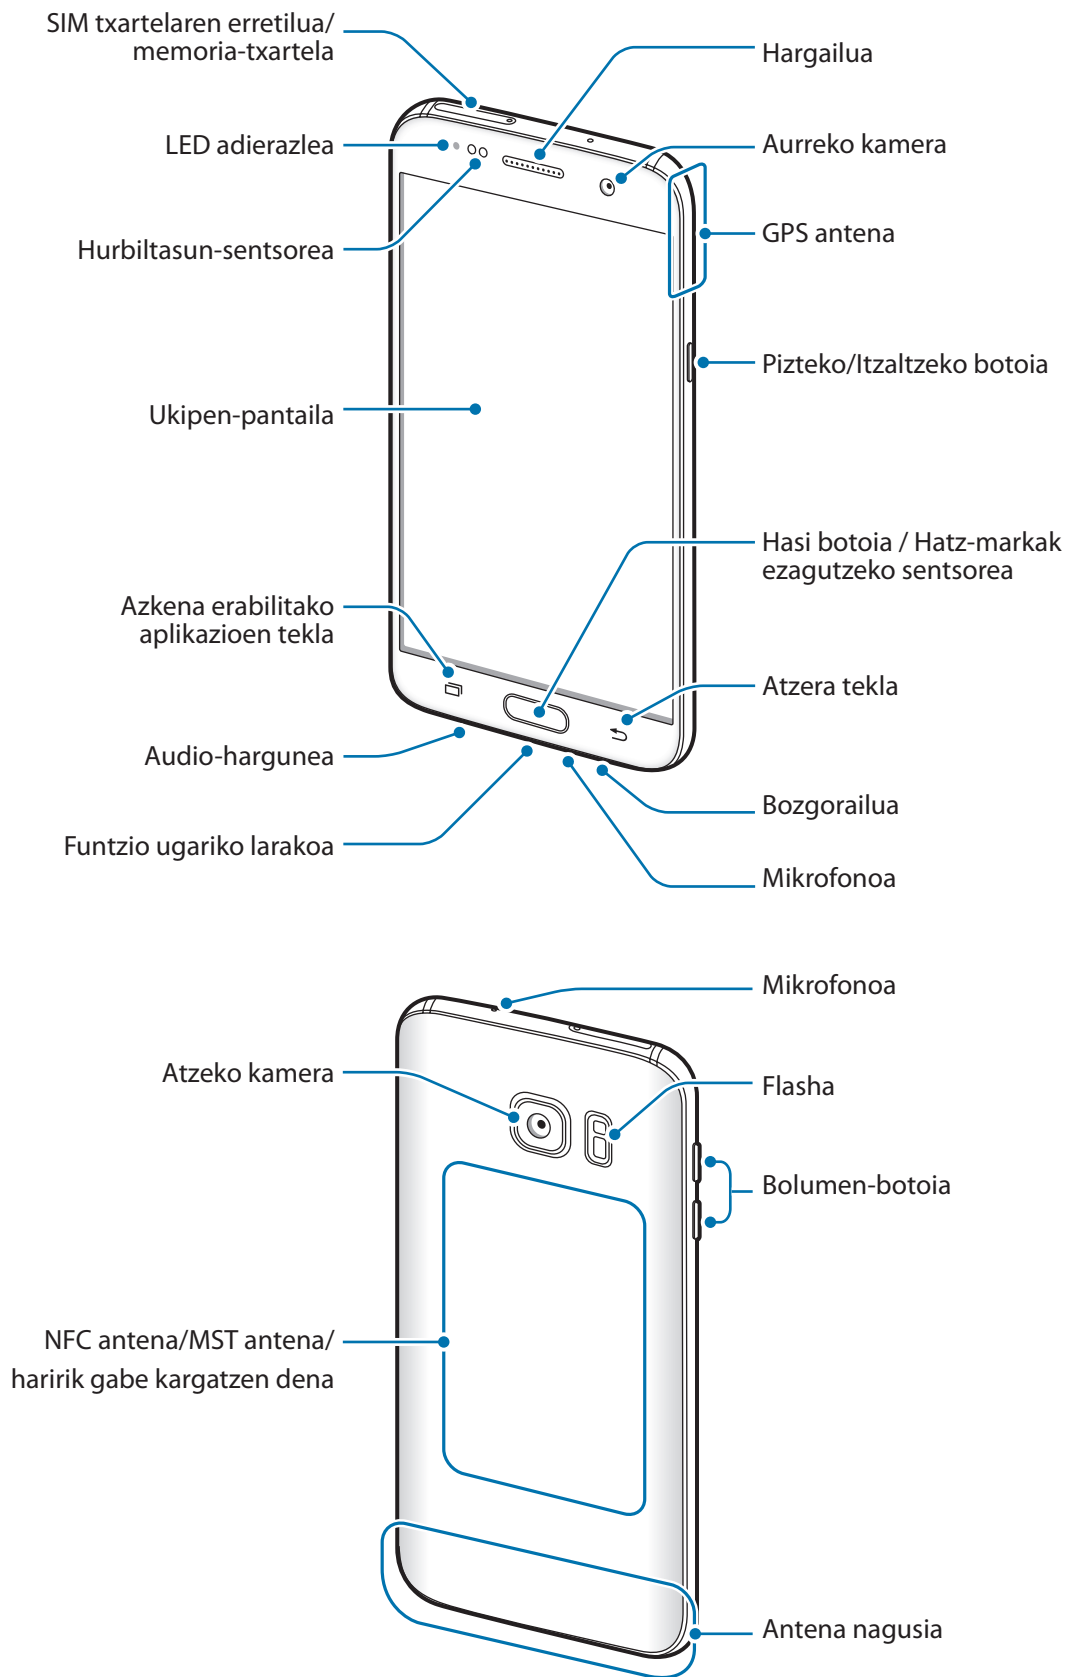 SIM txartelaren erretilua/
memoria-txartela
LED adierazlea
Hurbiltasun-sentsorea
Ukipen-pantaila
Azkena erabilitako
aplikazioen tekla
Audio-hargunea
Funtzio ugariko larakoa
Hargailua
Aurreko kamera
GPS antena
Pizteko/Itzaltzeko botoia
Hasi botoia / Hatz-markak
ezagutzeko sentsorea
Atzera tekla
Bozgorailua
Mikrofonoa
Atzeko kamera
NFC antena/MST antena/
haririk gabe kargatzen dena
Mikrofonoa
Flasha
Bolumen-botoia
Antena nagusia